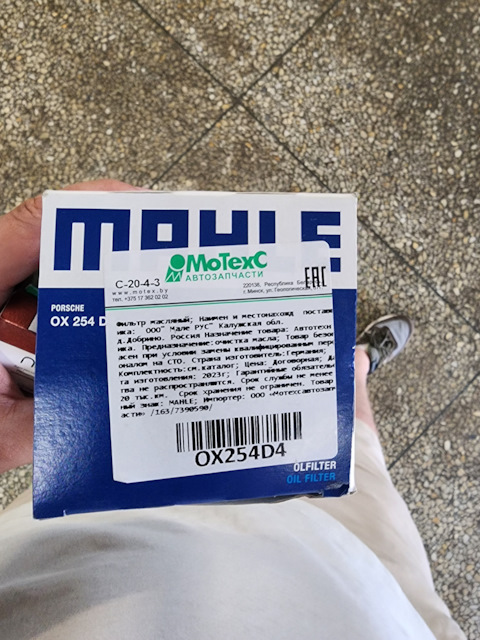 MAHLE
PORSCHE
OX 254 D
МоТехС
АВТОЗАПЧАСТИ
С-20-4-3
www.motex.by
тел. +375 17 362 02 02
220136, Республика
г.Минск, ул. Геологическая,
EAC
Фильтр масляный; Наимен и местонахожд постав
ика: ООО" Мале РУС" Калужская обл.
д.Добрино. Россия Назначение товара: Автотехн
ика. Предназначение:очистка масла; Товар безоп
асен при условии замены квалифицированным перс
оналом на СТО. Страна изготовитель:Германия;
Комплектность:см.каталог; Цена: Договорная; Да
та изготовления: 2023г; Гарантийные обязательс
тва не распространяются. Срок службы не менее
20 тыс.км. Срок хранения не ограничен. Товар
ный знак: MAHLE; Импортер: ООО «Мотехсавтозапч
асти» /163/7390590/
OX254D4
ÖLFILTER
OIL FILTER